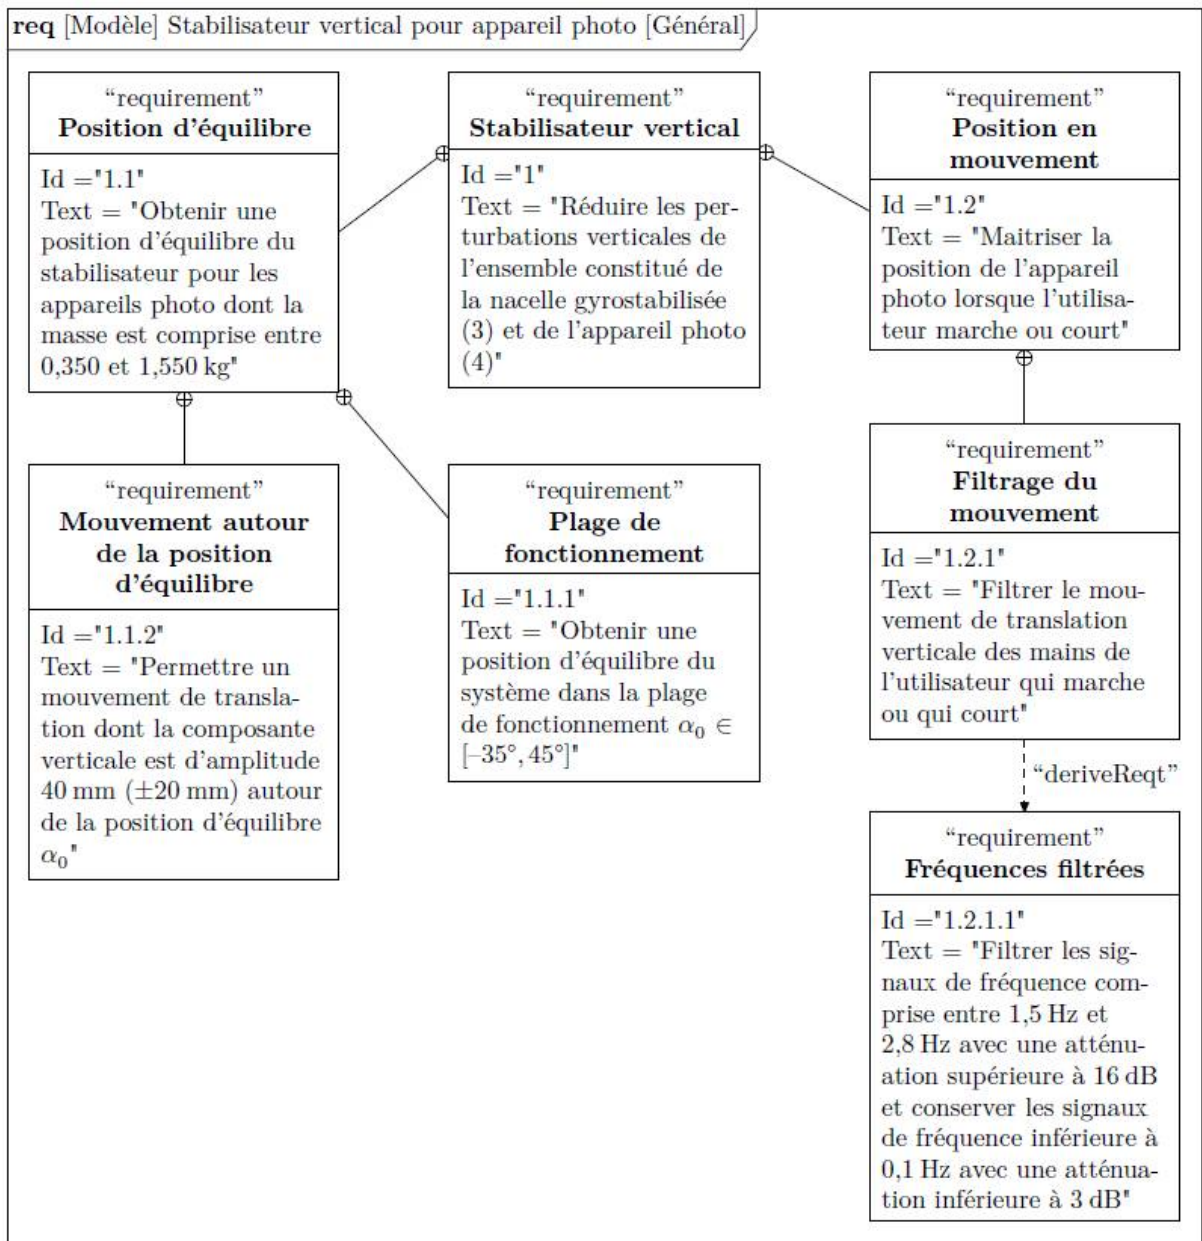 req [Modèle] Stabilisateur vertical pour appareil photo [Général]
“requirement”
Position d'équilibre
Id ="1.1"
Text = "Obtenir une
position d'équilibre du
stabilisateur pour les
appareils photo dont la
masse est comprise entre
0,350 et 1,550 kg"
“requirement”
Stabilisateur vertical
Id ="1"
Text = "Réduire les per-
turbations verticales de
l'ensemble constitué de
la nacelle gyrostabilisée
(3) et de l'appareil photo
(4)"
“requirement”
Position en
mouvement
Id ="1.2"
Text = "Maitriser la
position de l'appareil
photo lorsque l'utilisa-
teur marche ou court"
“requirement”
Mouvement autour
de la position
d'équilibre
Id ="1.1.2"
Text = "Permettre un
mouvement de transla-
tion dont la composante
verticale est d'amplitude
40 mm (±20 mm) autour
de la position d'équilibre
α₀"
“requirement”
Plage de
fonctionnement
Id ="1.1.1"
Text = "Obtenir une
position d'équilibre du
système dans la plage
de fonctionnement α₀ ∈
[–35°, 45°]"
“requirement”
Filtrage du
mouvement
Id ="1.2.1"
Text = "Filtrer le mou-
vement de translation
verticale des mains de
l'utilisateur qui marche
ou qui court"
“deriveReqt”
“requirement”
Fréquences filtrées
Id ="1.2.1.1"
Text = "Filtrer les sig-
naux de fréquence com-
prise entre 1,5 Hz et
2,8 Hz avec une atténu-
ation supérieure à 16 dB
et conserver les signaux
de fréquence inférieure à
0,1 Hz avec une atténua-
tion inférieure à 3 dB"